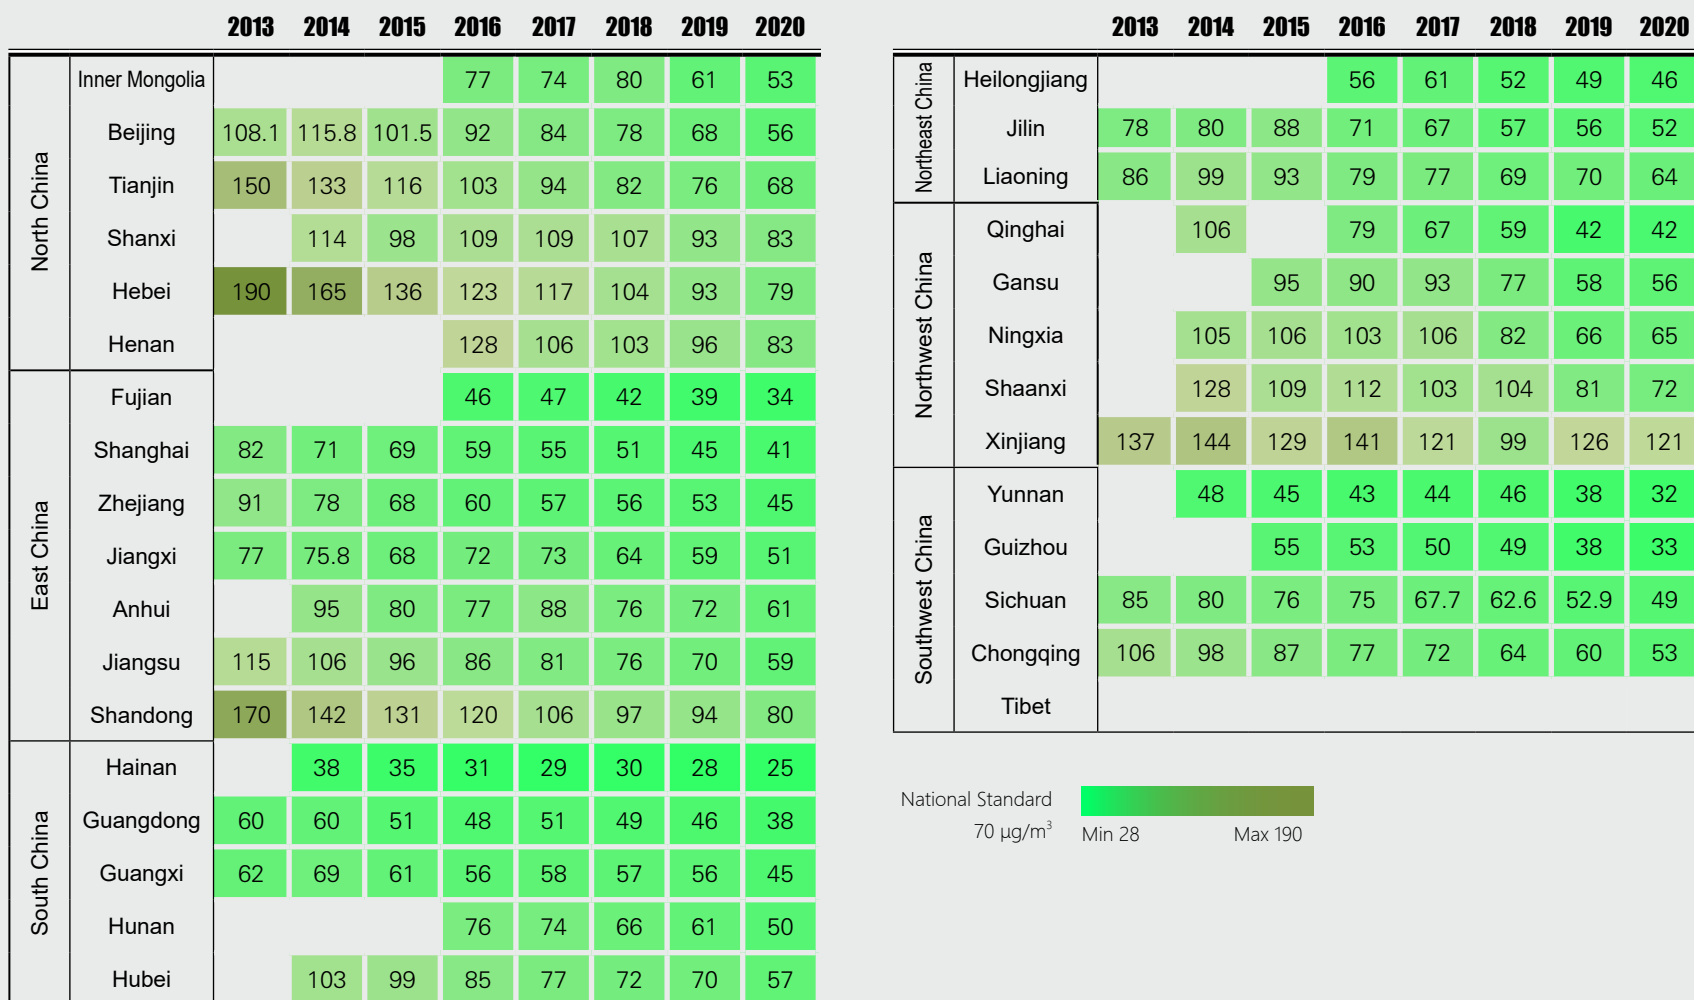 2013 2014 2015 2016 2017 2018 2019 2020
North China
Inner Mongolia 77 74 80 61 53
Beijing 108.1 115.8 101.5 92 84 78 68 56
Tianjin 150 133 116 103 94 82 76 68
Shanxi 114 98 109 109 107 93 83
Hebei 190 165 136 123 117 104 93 79
Henan 128 106 103 96 83
East China
Fujian 46 47 42 39 34
Shanghai 82 71 69 59 55 51 45 41
Zhejiang 91 78 68 60 57 56 53 45
Jiangxi 77 75.8 68 72 73 64 59 51
Anhui 95 80 77 88 76 72 61
Jiangsu 115 106 96 86 81 76 70 59
Shandong 170 142 131 120 106 97 94 80
South China
Hainan 38 35 31 29 30 28 25
Guangdong 60 60 51 48 51 49 46 38
Guangxi 62 69 61 56 58 57 56 45
Hunan 76 74 66 61 50
Hubei 103 99 85 77 72 70 57
2013 2014 2015 2016 2017 2018 2019 2020
Northeast China
Heilongjiang 56 61 52 49 46
Jilin 78 80 88 71 67 57 56 52
Liaoning 86 99 93 79 77 69 70 64
Northwest China
Qinghai 106 79 67 59 42 42
Gansu 95 90 93 77 58 56
Ningxia 105 106 103 106 82 66 65
Shaanxi 128 109 112 103 104 81 72
Xinjiang 137 144 129 141 121 99 126 121
Southwest China
Yunnan 48 45 43 44 46 38 32
Guizhou 55 53 50 49 38 33
Sichuan 85 80 76 75 67.7 62.6 52.9 49
Chongqing 106 98 87 77 72 64 60 53
Tibet
National Standard
70 µg/m³ Min 28 Max 190